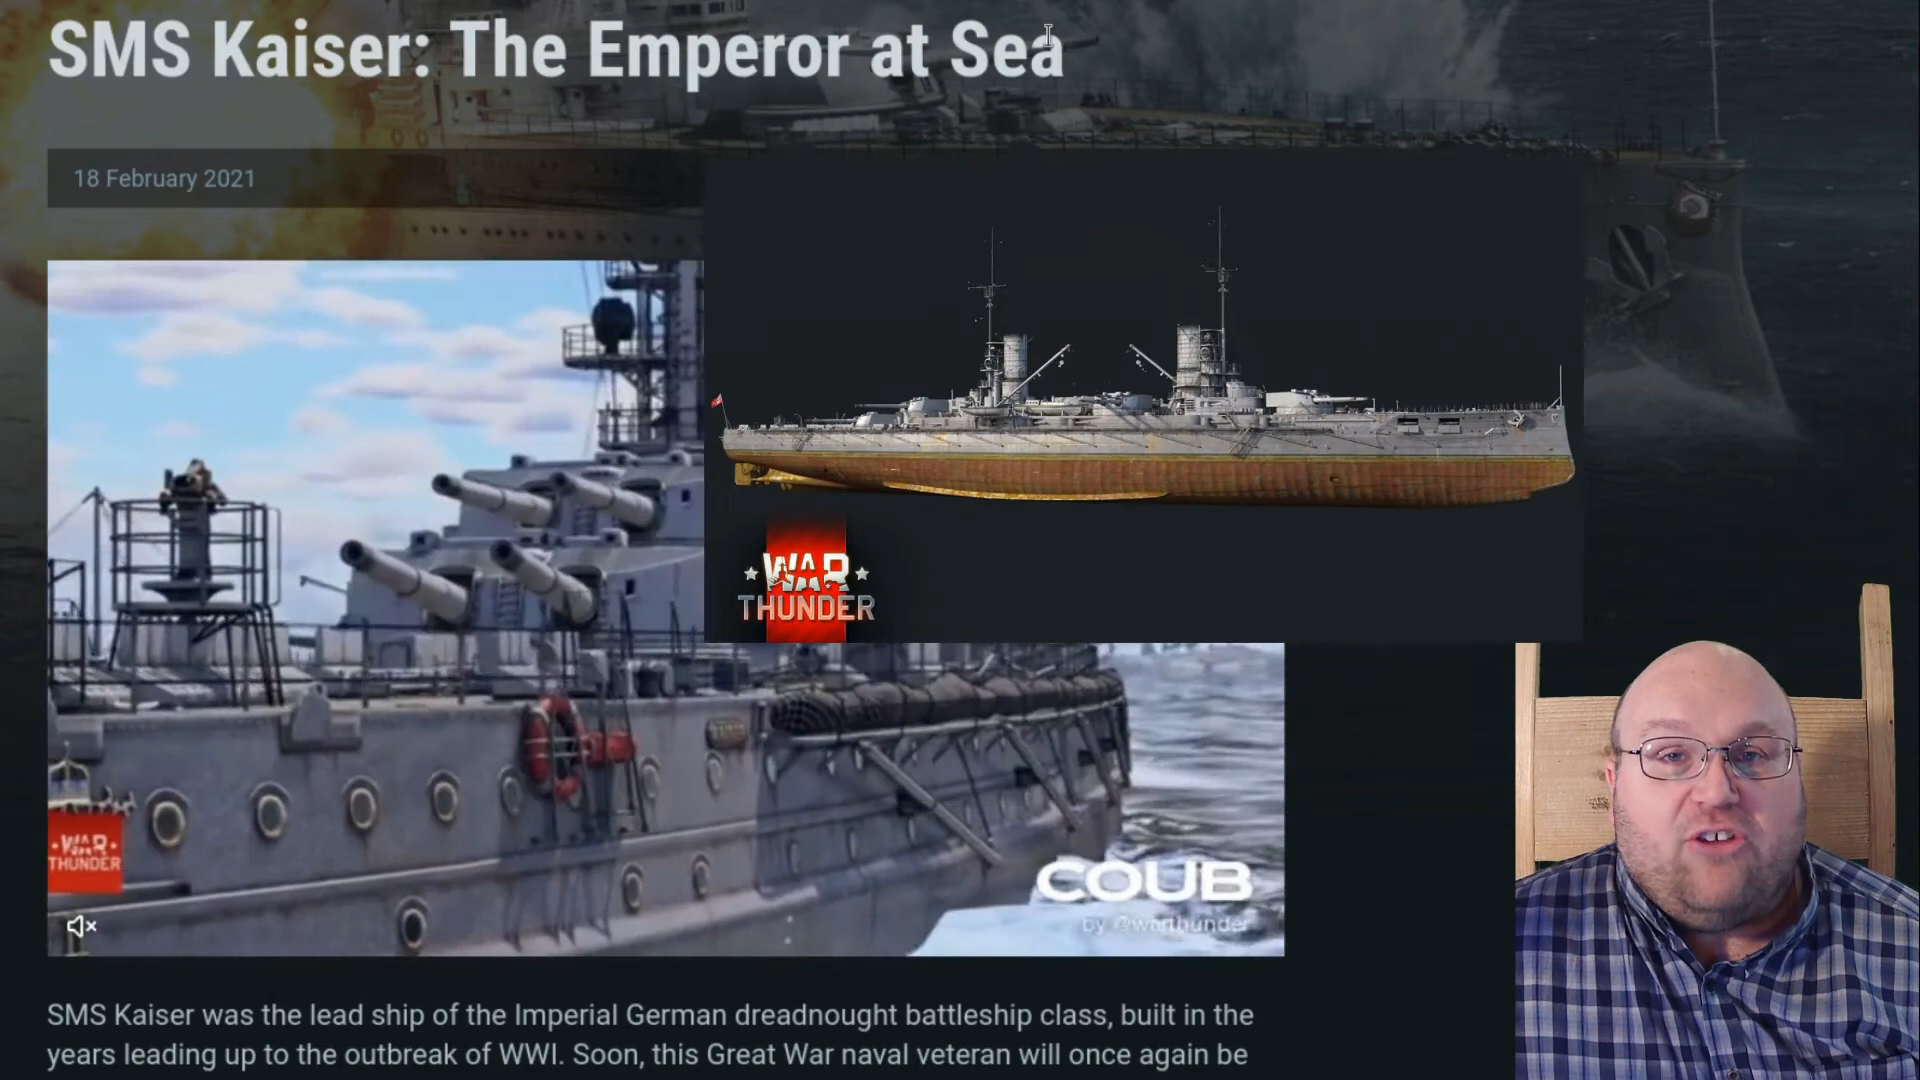 SMS Kaiser: The Emperor at Sea
18 February 2021
WAR
THUNDER
WAR
THUNDER
COUB
by @warthunder
SMS Kaiser was the lead ship of the Imperial German dreadnought battleship class, built in the
years leading up to the outbreak of WWI. Soon, this Great War naval veteran will once again be